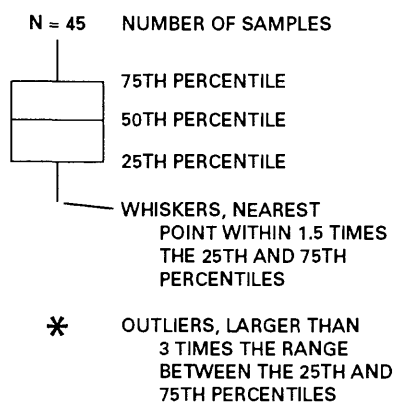 N = 45 NUMBER OF SAMPLES
75TH PERCENTILE
50TH PERCENTILE
25TH PERCENTILE
WHISKERS, NEAREST
POINT WITHIN 1.5 TIMES
THE 25TH AND 75TH
PERCENTILES
* OUTLIERS, LARGER THAN
3 TIMES THE RANGE
BETWEEN THE 25TH AND
75TH PERCENTILES